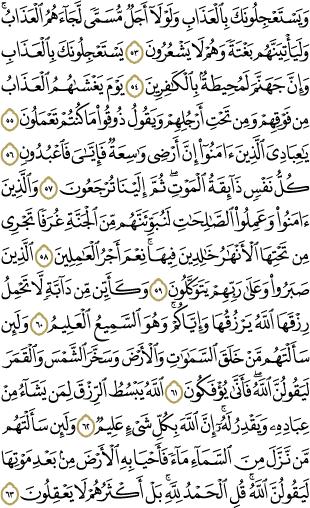 وَيَسْتَعْجِلُونَكَ بِالْعَذَابِ وَلَوْلَا أَجَلٌ مُّسَمًّى لَّجَاءَهُمُ الْعَذَابُ ۚ
وَلَيَأْتِيَنَّهُم بَغْتَةً وَهُمْ لَا يَشْعُرُونَ ٥٣ يَسْتَعْجِلُونَكَ بِالْعَذَابِ
وَإِنَّ جَهَنَّمَ لَمُحِيطَةٌ بِالْكَافِرِينَ ٥٤ يَوْمَ يَغْشَاهُمُ الْعَذَابُ
مِن فَوْقِهِمْ وَمِن تَحْتِ أَرْجُلِهِمْ وَيَقُولُ ذُوقُوا مَا كُنتُمْ تَعْمَلُونَ ٥٥
يَا عِبَادِيَ الَّذِينَ آمَنُوا إِنَّ أَرْضِي وَاسِعَةٌ فَإِيَّايَ فَاعْبُدُونِ ٥٦
كُلُّ نَفْسٍ ذَائِقَةُ الْمَوْتِ ۖ ثُمَّ إِلَيْنَا تُرْجَعُونَ ٥٧ وَالَّذِينَ
آمَنُوا وَعَمِلُوا الصَّالِحَاتِ لَنُبَوِّئَنَّهُم مِّنَ الْجَنَّةِ غُرَفًا تَجْرِي
مِن تَحْتِهَا الْأَنْهَارُ خَالِدِينَ فِيهَا ۚ نِعْمَ أَجْرُ الْعَامِلِينَ ٥٨ الَّذِينَ
صَبَرُوا وَعَلَىٰ رَبِّهِمْ يَتَوَكَّلُونَ ٥٩ وَكَأَيِّن مِّن دَابَّةٍ لَّا تَحْمِلُ
رِزْقَهَا اللَّهُ يَرْزُقُهَا وَإِيَّاكُمْ ۚ وَهُوَ السَّمِيعُ الْعَلِيمُ ٦٠ وَلَئِن
سَأَلْتَهُم مَّنْ خَلَقَ السَّمَاوَاتِ وَالْأَرْضَ وَسَخَّرَ الشَّمْسَ وَالْقَمَرَ
لَيَقُولُنَّ اللَّهُ ۖ فَأَنَّىٰ يُؤْفَكُونَ ٦١ اللَّهُ يَبْسُطُ الرِّزْقَ لِمَن يَشَاءُ مِنْ
عِبَادِهِ وَيَقْدِرُ لَهُ ۚ إِنَّ اللَّهَ بِكُلِّ شَيْءٍ عَلِيمٌ ٦٢ وَلَئِن سَأَلْتَهُم
مَّن نَّزَّلَ مِنَ السَّمَاءِ مَاءً فَأَحْيَا بِهِ الْأَرْضَ مِن بَعْدِ مَوْتِهَا
لَيَقُولُنَّ اللَّهُ ۚ قُلِ الْحَمْدُ لِلَّهِ ۚ بَلْ أَكْثَرُهُمْ لَا يَعْقِلُونَ ٦٣